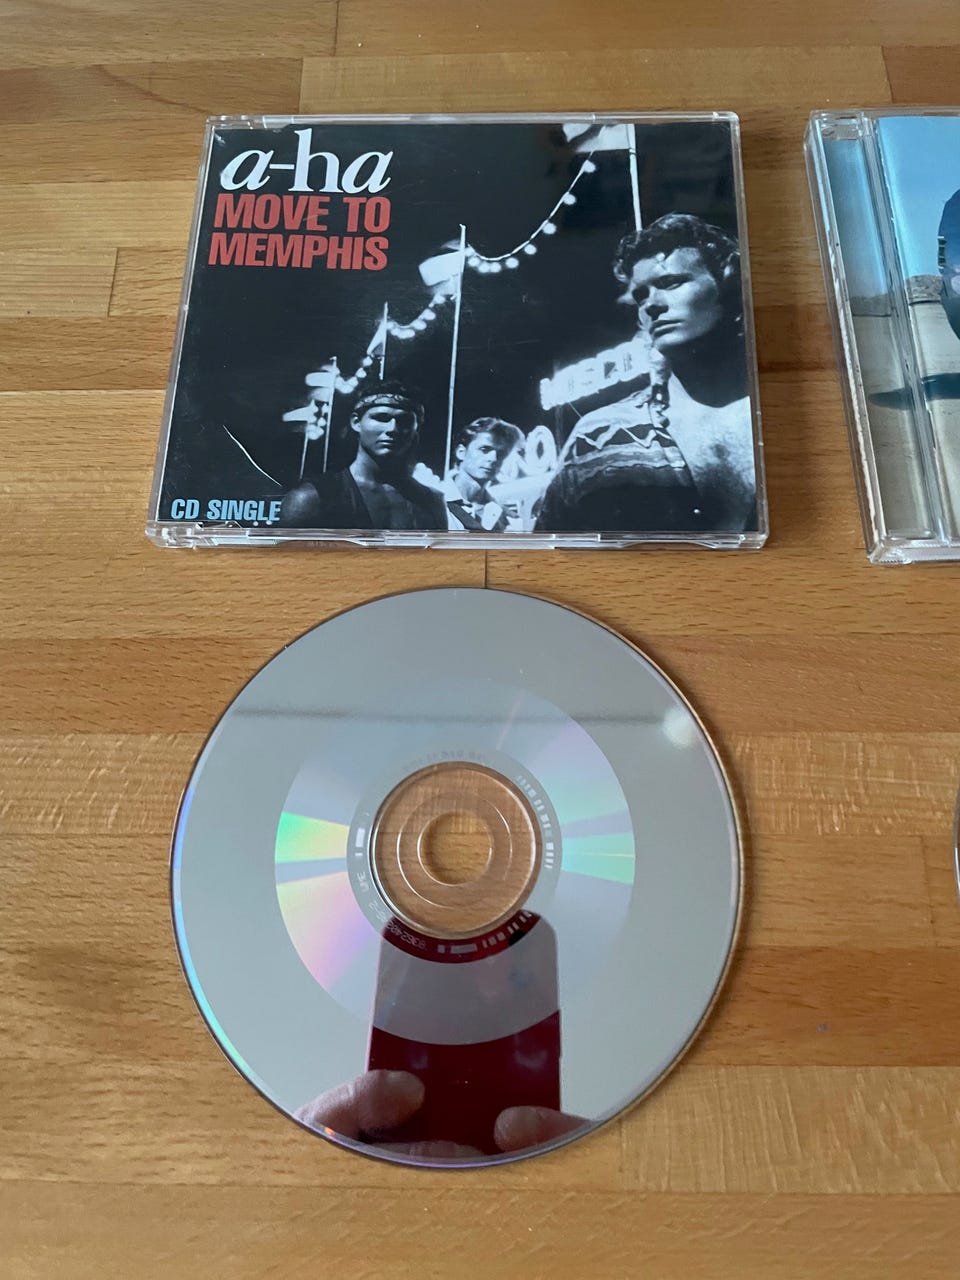 a-ha
MOVE TO
MEMPHIS
CD SINGLE